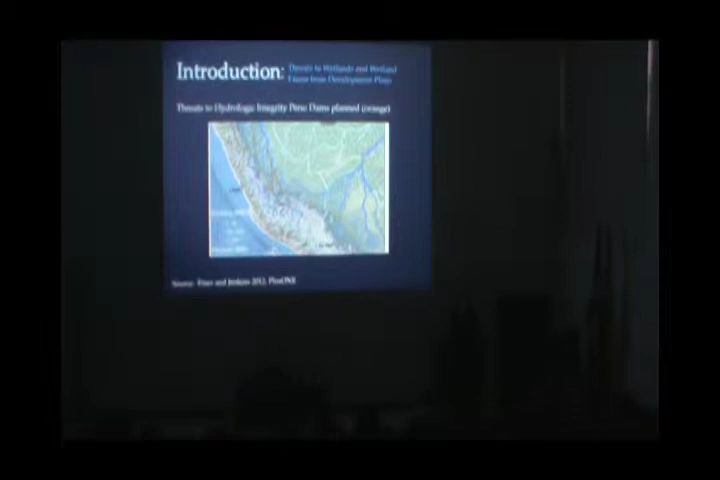 Introduction: Threats to Wetlands and Wetland
Fauna from Development Plans
Threats to Hydrologic Integrity Peru: Dams planned (orange)
Source: Finer and Jenkins 2012, PlosONE